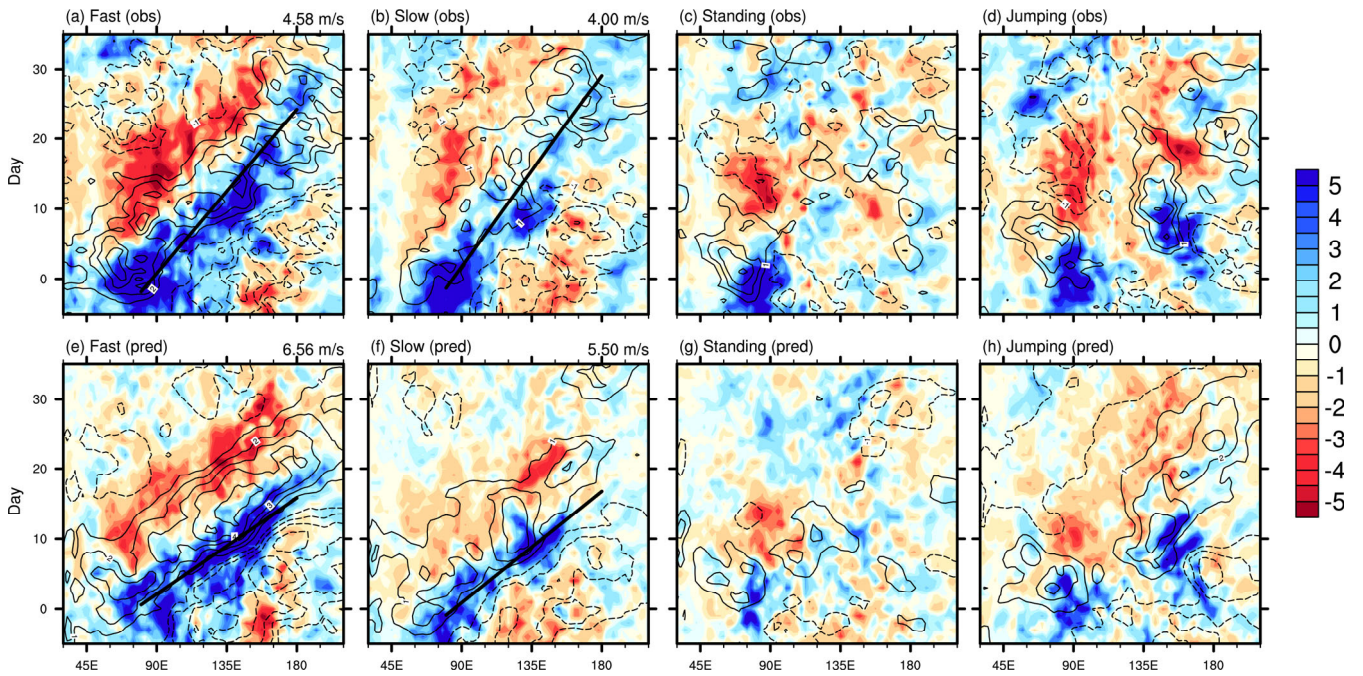 (a) Fast (obs) 4.58 m/s
(b) Slow (obs) 4.00 m/s
(c) Standing (obs)
(d) Jumping (obs)
30
20
10
0
Day
(e) Fast (pred) 6.56 m/s
(f) Slow (pred) 5.50 m/s
(g) Standing (pred)
(h) Jumping (pred)
30
20
10
0
Day
45E 90E 135E 180
45E 90E 135E 180
45E 90E 135E 180
45E 90E 135E 180
5
4
3
2
1
0
-1
-2
-3
-4
-5